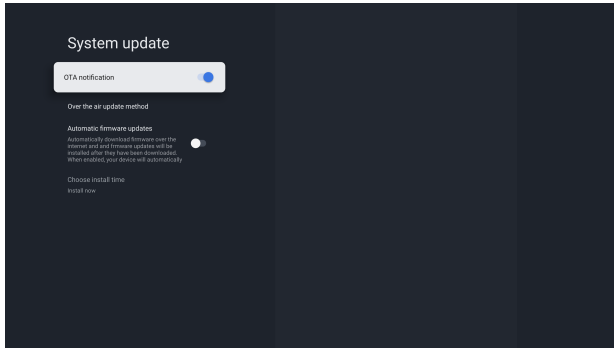 System update
OTA notification
Over the air update method
Automatic firmware updates
Automatically download firmware over the
internet and and frmware updates will be
installed after they have been downloaded.
When enabled, your device will automatically
Choose install time
Install now